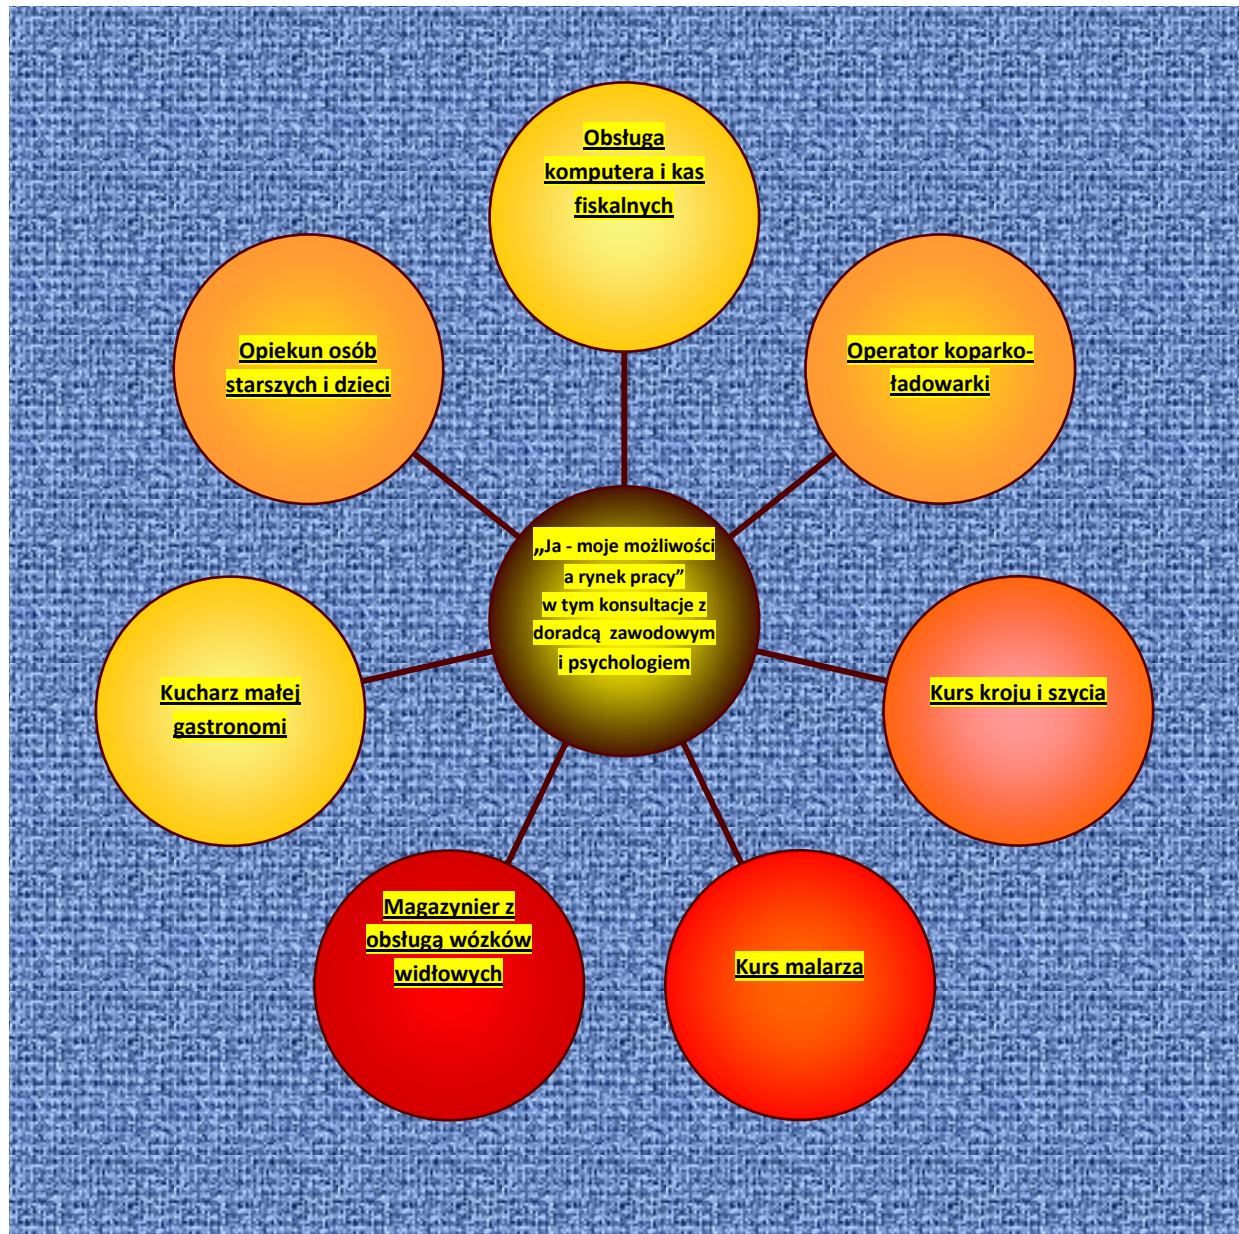 Obsługa
komputera i kas
fiskalnych
Operator koparko-
ładowarki
Kurs kroju i szycia
Kurs malarza
Magazynier z
obsługą wózków
widłowych
Kucharz małej
gastronomi
Opiekun osób
starszych i dzieci
„Ja - moje możliwości
a rynek pracy”
w tym konsultacje z
doradcą zawodowym
i psychologiem